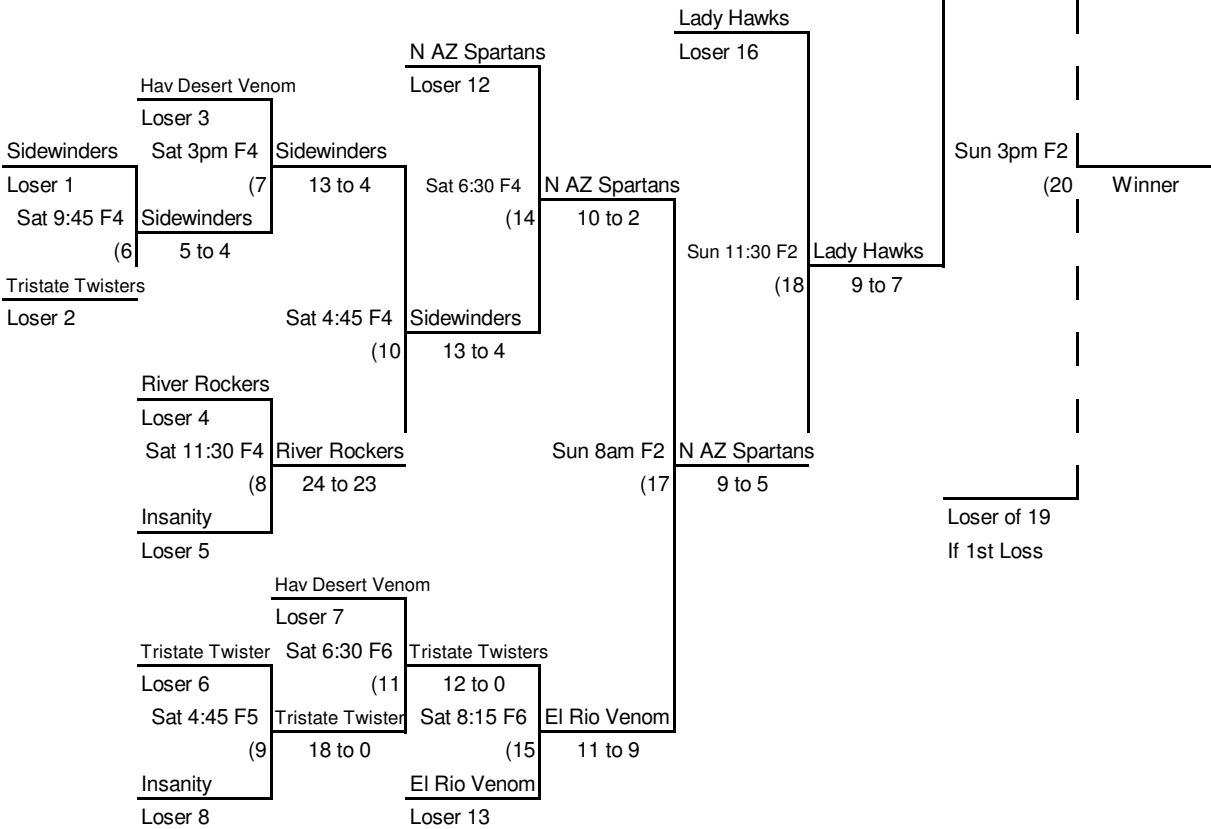 Lady Hawks
Loser 16
N AZ Spartans
Loser 12
Hav Desert Venom
Loser 3
Sidewinders Sat 3pm F4 Sidewinders Sun 3pm F2
Loser 1 (7 13 to 4 Sat 6:30 F4 N AZ Spartans (20 Winner
Sat 9:45 F4 Sidewinders (14 10 to 2
(6 5 to 4 Sun 11:30 F2 Lady Hawks
Tristate Twisters (18 9 to 7
Loser 2 Sat 4:45 F4 Sidewinders
(10 13 to 4
River Rockers
Loser 4
Sat 11:30 F4 River Rockers Sun 8am F2 N AZ Spartans
(8 24 to 23 (17 9 to 5
Insanity Loser of 19
Loser 5 If 1st Loss
Hav Desert Venom
Loser 7
Tristate Twister Sat 6:30 F6 Tristate Twisters
Loser 6 (11 12 to 0
Sat 4:45 F5 Tristate Twister Sat 8:15 F6 El Rio Venom
(9 18 to 0 (15 11 to 9
Insanity El Rio Venom
Loser 8 Loser 13